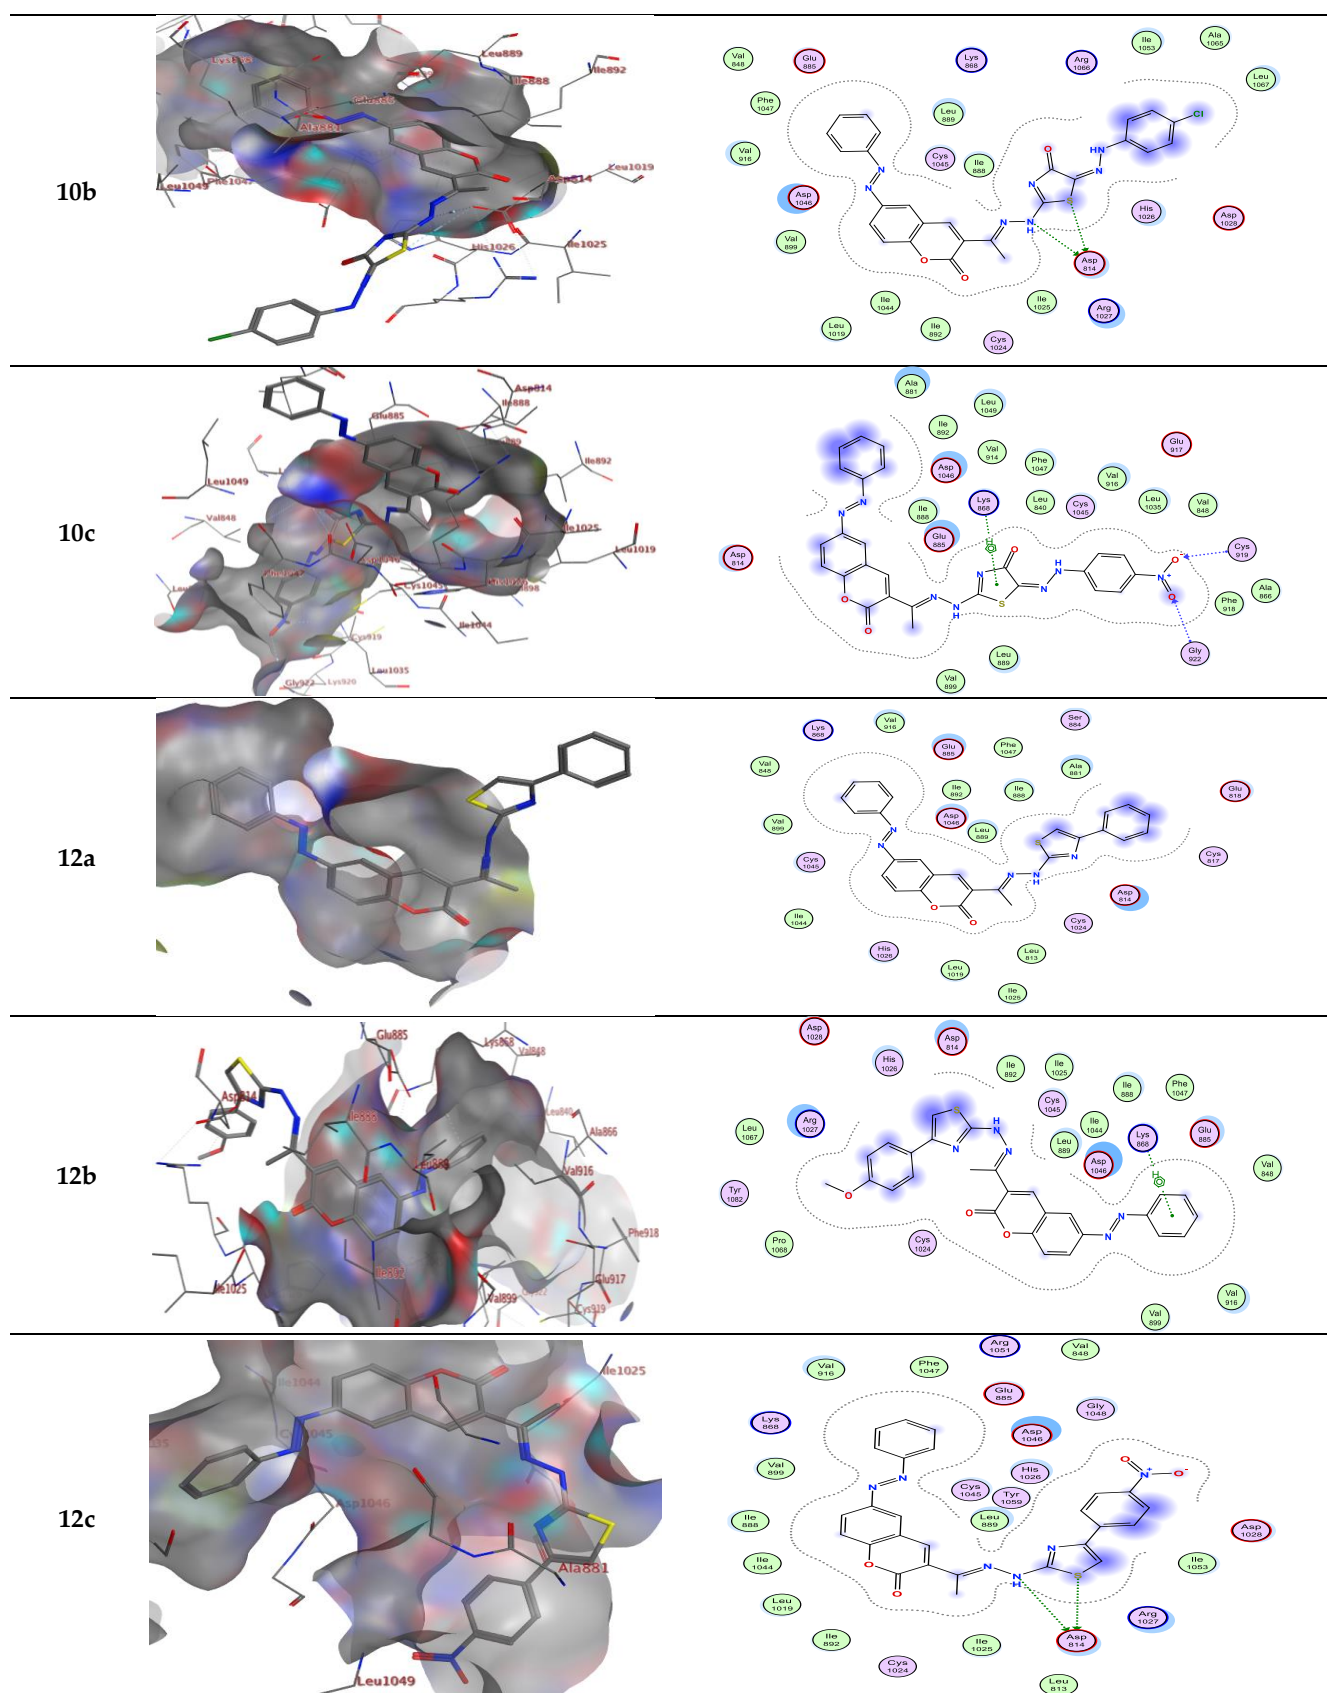 10b
Leu889
Ile888
Ile892
Glu885
Ala881
Leu1019
Asp814
Leu1049
Phe1047
His1026
Ile1025
Val 848
Glu 885
Lys 868
Arg 1066
Ile 1053
Ala 1065
Leu 1067
Phe 1047
Leu 889
Cl
Val 916
Cys 1045
Ile 888
O
HN
N
N
N
S
Asp 1046
N
N
N
N
H
His 1026
Asp 1028
Val 899
O
O
Asp 814
Ile 1044
Ile 1025
Arg 1027
Leu 1019
Ile 892
Cys 1024
10c
Asp814
Ile888
Glu885
Ile892
Leu1049
Val848
Ile1025
Leu1019
Cys1045
Ile1044
Cys919
Leu1035
Gly922
Lys920
Ala 881
Leu 1049
Ile 892
Val 914
Glu 917
Asp 1046
Phe 1047
Val 916
Lys 868
Leu 840
Cys 1045
Leu 1035
Val 848
Ile 888
Glu 885
Asp 814
Cys 919
Ala 866
Phe 918
Gly 922
Leu 889
Val 899
12a
Lys 868
Val 916
Ser 884
Glu 885
Phe 1047
Val 848
Ala 881
Ile 892
Ile 888
Glu 818
Val 899
Asp 1046
Leu 889
Cys 1045
Cys 817
Asp 814
Ile 1044
Cys 1024
His 1026
Leu 813
Leu 1019
Ile 1025
12b
Glu885
Lys868
Val848
Asp814
Ile888
Leu840
Ala866
Leu889
Val916
Phe918
Ile892
Glu917
Ile1025
Val899
Cys919
Asp 1028
Asp 814
His 1026
Ile 892
Ile 1025
Ile 888
Phe 1047
Cys 1045
Arg 1027
Ile 1044
Lys 868
Glu 885
Leu 1067
Leu 889
Asp 1046
Val 848
Tyr 1082
Pro 1068
Cys 1024
Val 916
Val 899
12c
Ile1025
Ile1044
Asp1046
Ala881
Leu1049
Arg 1051
Val 848
Val 916
Phe 1047
Glu 885
Gly 1048
Lys 868
Asp 1046
Val 899
His 1026
Cys 1045
Tyr 1059
Ile 888
Leu 889
Asp 1028
Ile 1044
Ile 1053
Leu 1019
Arg 1027
Ile 892
Ile 1025
Asp 814
Cys 1024
Leu 813